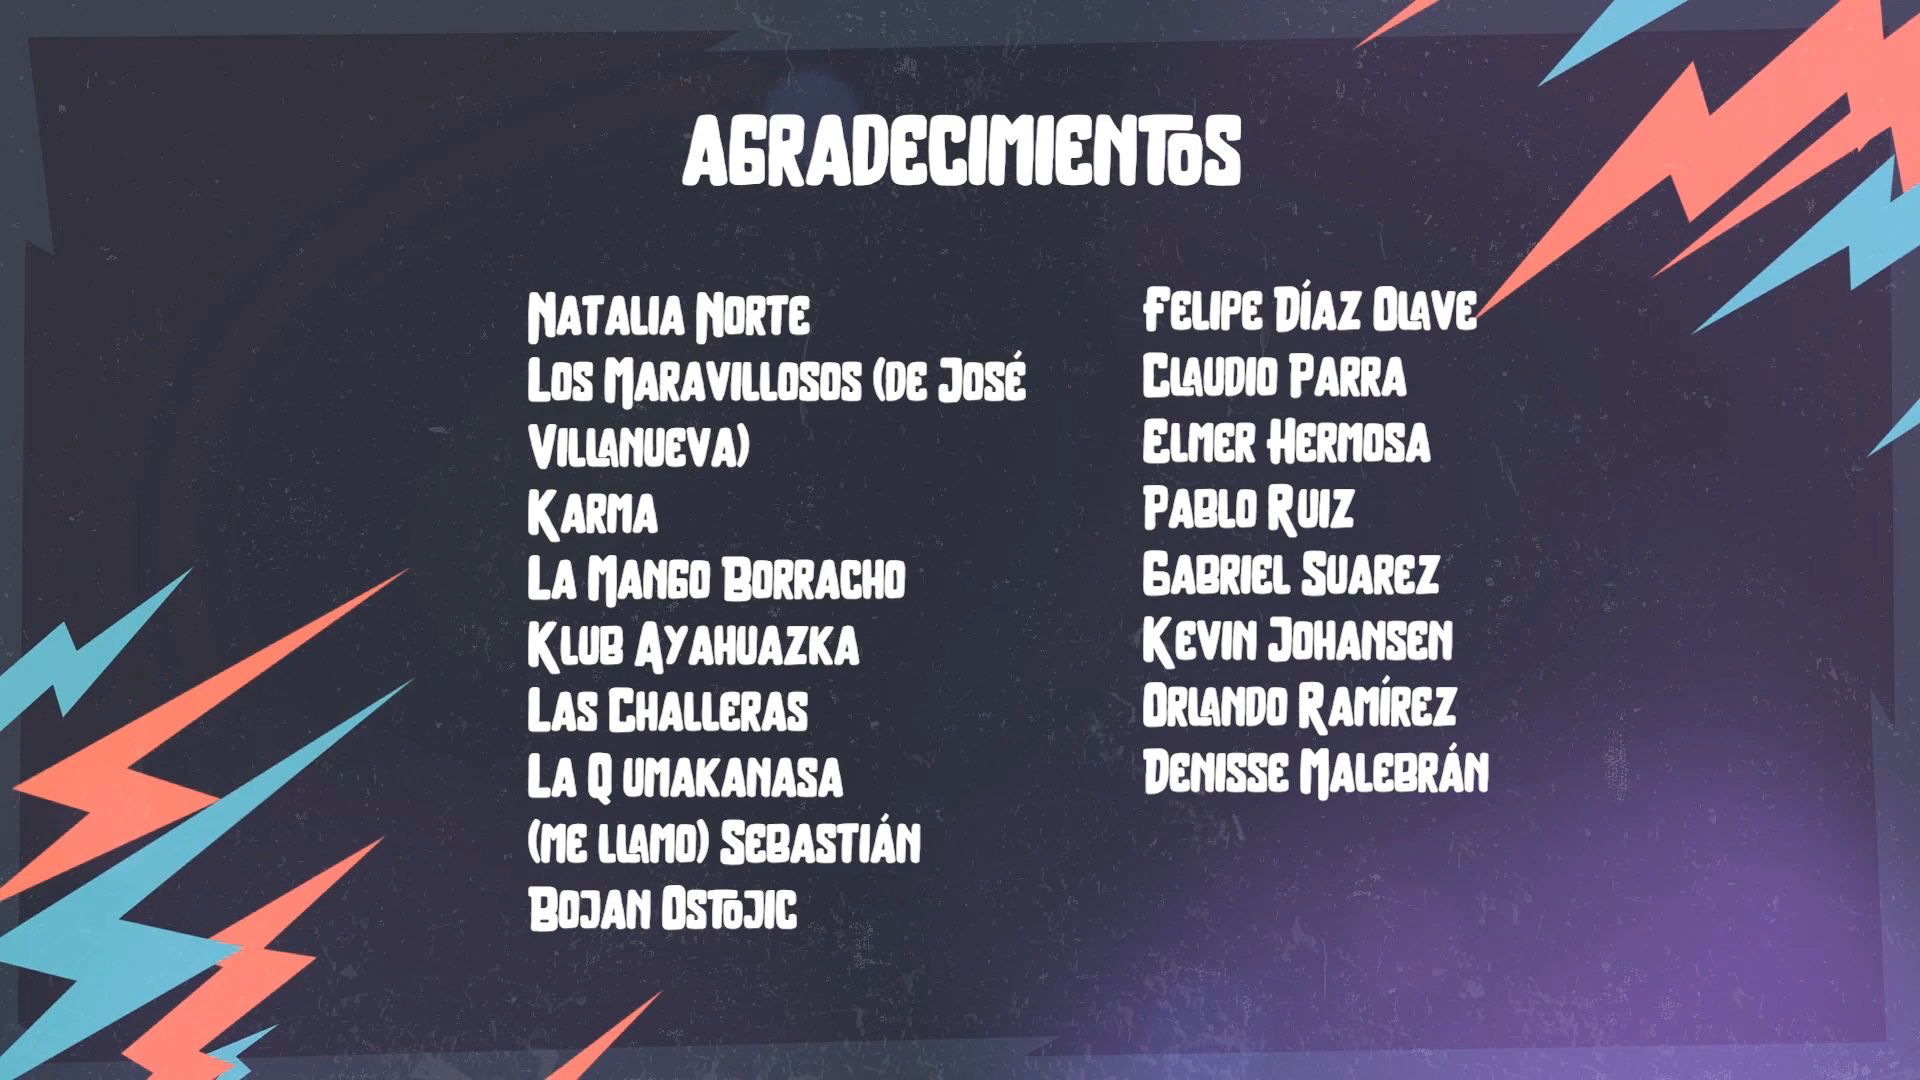 AGRADECIMIENTOS
Natalia Norte
Los Maravillosos (de José
Villanueva)
Karma
La Mango Borracho
Klub Ayahuazka
Las Challeras
La Q umakanasa
(me llamo) Sebastián
Bojan Ostojic
Felipe Díaz Olave
Claudio Parra
Elmer Hermosa
Pablo Ruiz
Gabriel Suarez
Kevin Johansen
Orlando Ramírez
Denisse Malebrán